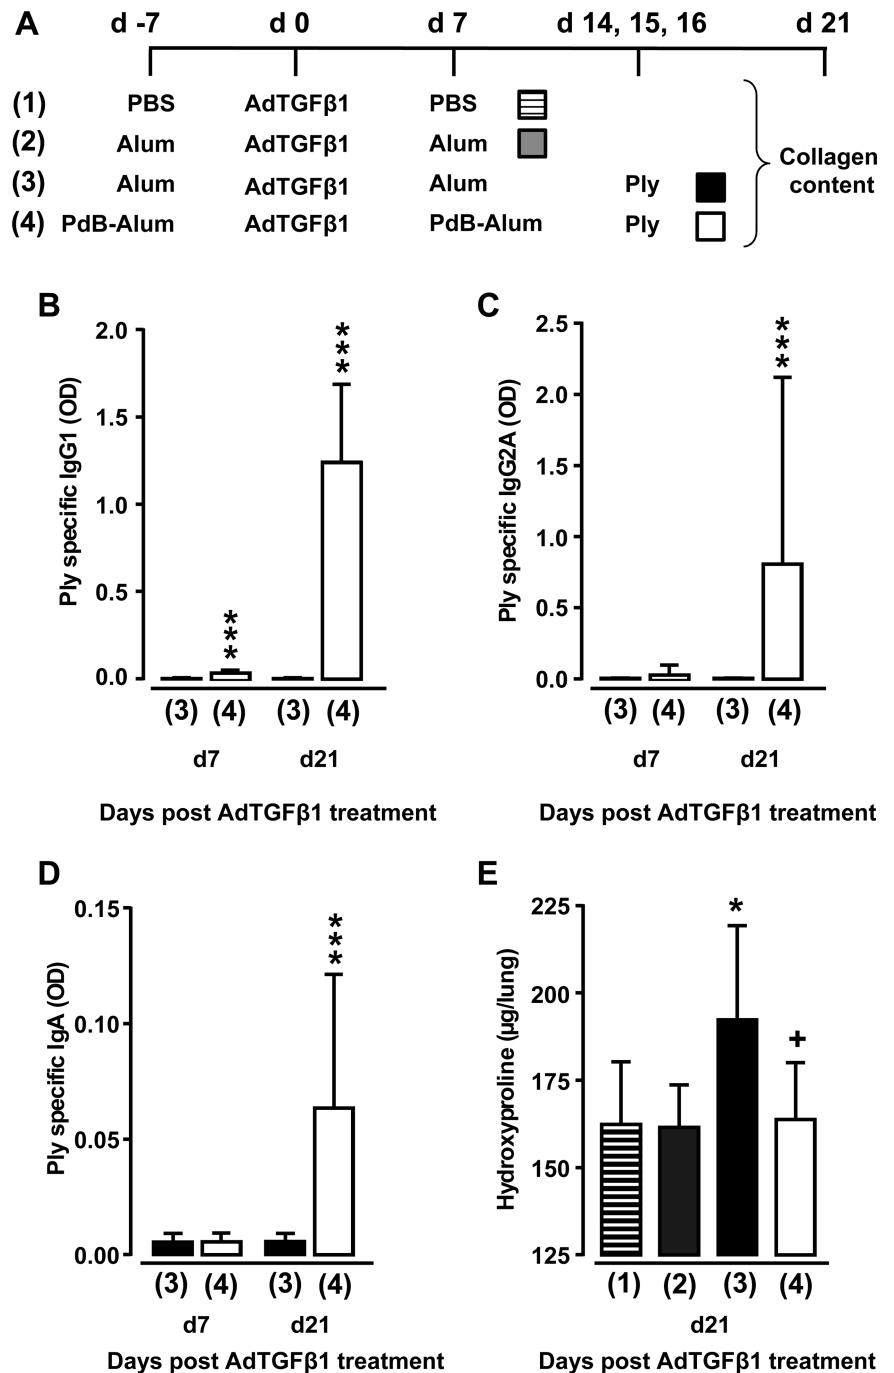 A
d -7 d 0 d 7 d 14, 15, 16 d 21
(1) PBS AdTGFβ1 PBS
(2) Alum AdTGFβ1 Alum
(3) Alum AdTGFβ1 Alum Ply
(4) PdB-Alum AdTGFβ1 PdB-Alum Ply
Collagen
content
B
Ply specific IgG1 (OD)
2.0
***
1.5
1.0
0.5
***
0.0
(3) (4) (3) (4)
d7 d21
Days post AdTGFβ1 treatment
C
Ply specific IgG2A (OD)
2.5
***
2.0
1.5
1.0
0.5
0.0
(3) (4) (3) (4)
d7 d21
Days post AdTGFβ1 treatment
D
Ply specific IgA (OD)
0.15
***
0.10
0.05
0.00
(3) (4) (3) (4)
d7 d21
Days post AdTGFβ1 treatment
E
Hydroxyproline (µg/lung)
225
*
200
+
175
150
125
(1) (2) (3) (4)
d21
Days post AdTGFβ1 treatment